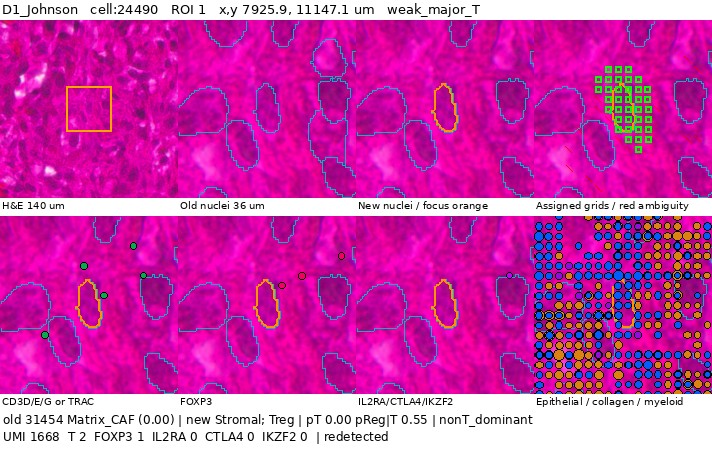 D1_Johnson   cell:24490   ROI 1   x,y 7925.9, 11147.1 um   weak_major_T
H&E 140 um
Old nuclei 36 um
New nuclei / focus orange
Assigned grids / red ambiguity
CD3D/E/G or TRAC
FOXP3
IL2RA/CTLA4/IKZF2
Epithelial / collagen / myeloid
old 31454 Matrix_CAF (0.00) | new Stromal; Treg | pT 0.00 pReg|T 0.55 | nonT_dominant
UMI 1668  T 2  FOXP3 1  IL2RA 0  CTLA4 0  IKZF2 0  | redetected